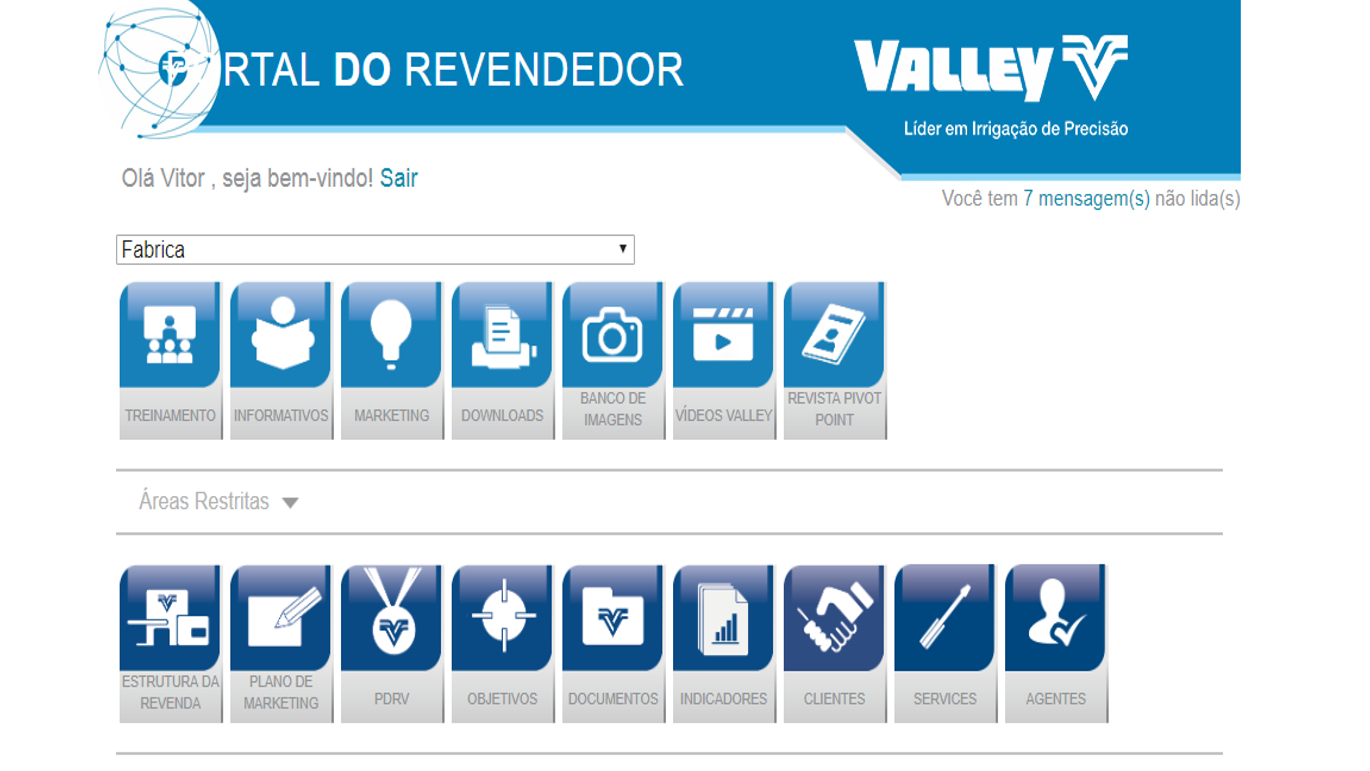 PORTAL DO REVENDEDOR
VALLEY
Líder em Irrigação de Precisão
Olá Vitor , seja bem-vindo! Sair
Você tem 7 mensagem(s) não lida(s)
Fabrica
TREINAMENTO
INFORMATIVOS
MARKETING
DOWNLOADS
BANCO DE
IMAGENS
VÍDEOS VALLEY
REVISTA PIVOT
POINT
Áreas Restritas
ESTRUTURA DA
REVENDA
PLANO DE
MARKETING
PDRV
OBJETIVOS
DOCUMENTOS
INDICADORES
CLIENTES
SERVICES
AGENTES